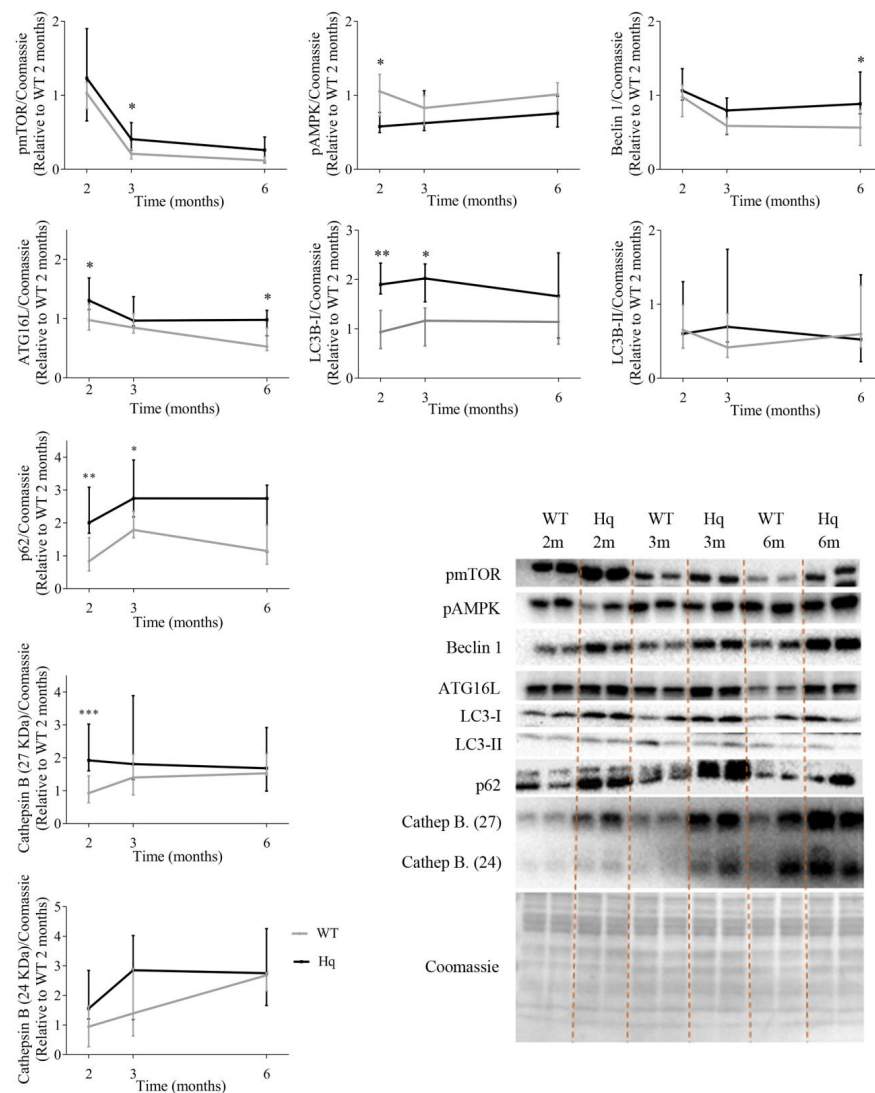 pmTOR/Coomassie
(Relative to WT 2 months)
2
1
0
*
2
3
6
Time (months)
pAMPK/Coomassie
(Relative to WT 2 months)
2
1
0
*
2
3
6
Time (months)
Beclin 1/Coomassie
(Relative to WT 2 months)
2
1
0
*
2
3
6
Time (months)
ATG16L/Coomassie
(Relative to WT 2 months)
2
1
0
*
*
2
3
6
Time (months)
LC3B-I/Coomassie
(Relative to WT 2 months)
3
2
1
0
**
*
2
3
6
Time (months)
LC3B-II/Coomassie
(Relative to WT 2 months)
2
1
0
2
3
6
Time (months)
p62/Coomassie
(Relative to WT 2 months)
4
3
2
1
0
**
*
2
3
6
Time (months)
Cathepsin B (27 KDa)/Coomassie
(Relative to WT 2 months)
4
3
2
1
0
***
2
3
6
Time (months)
Cathepsin B (24 KDa)/Coomassie
(Relative to WT 2 months)
5
4
3
2
1
0
2
3
6
Time (months)
WT
Hq
WT Hq WT Hq WT Hq
2m 2m 3m 3m 6m 6m
pmTOR
pAMPK
Beclin 1
ATG16L
LC3-I
LC3-II
p62
Cathep B. (27)
Cathep B. (24)
Coomassie